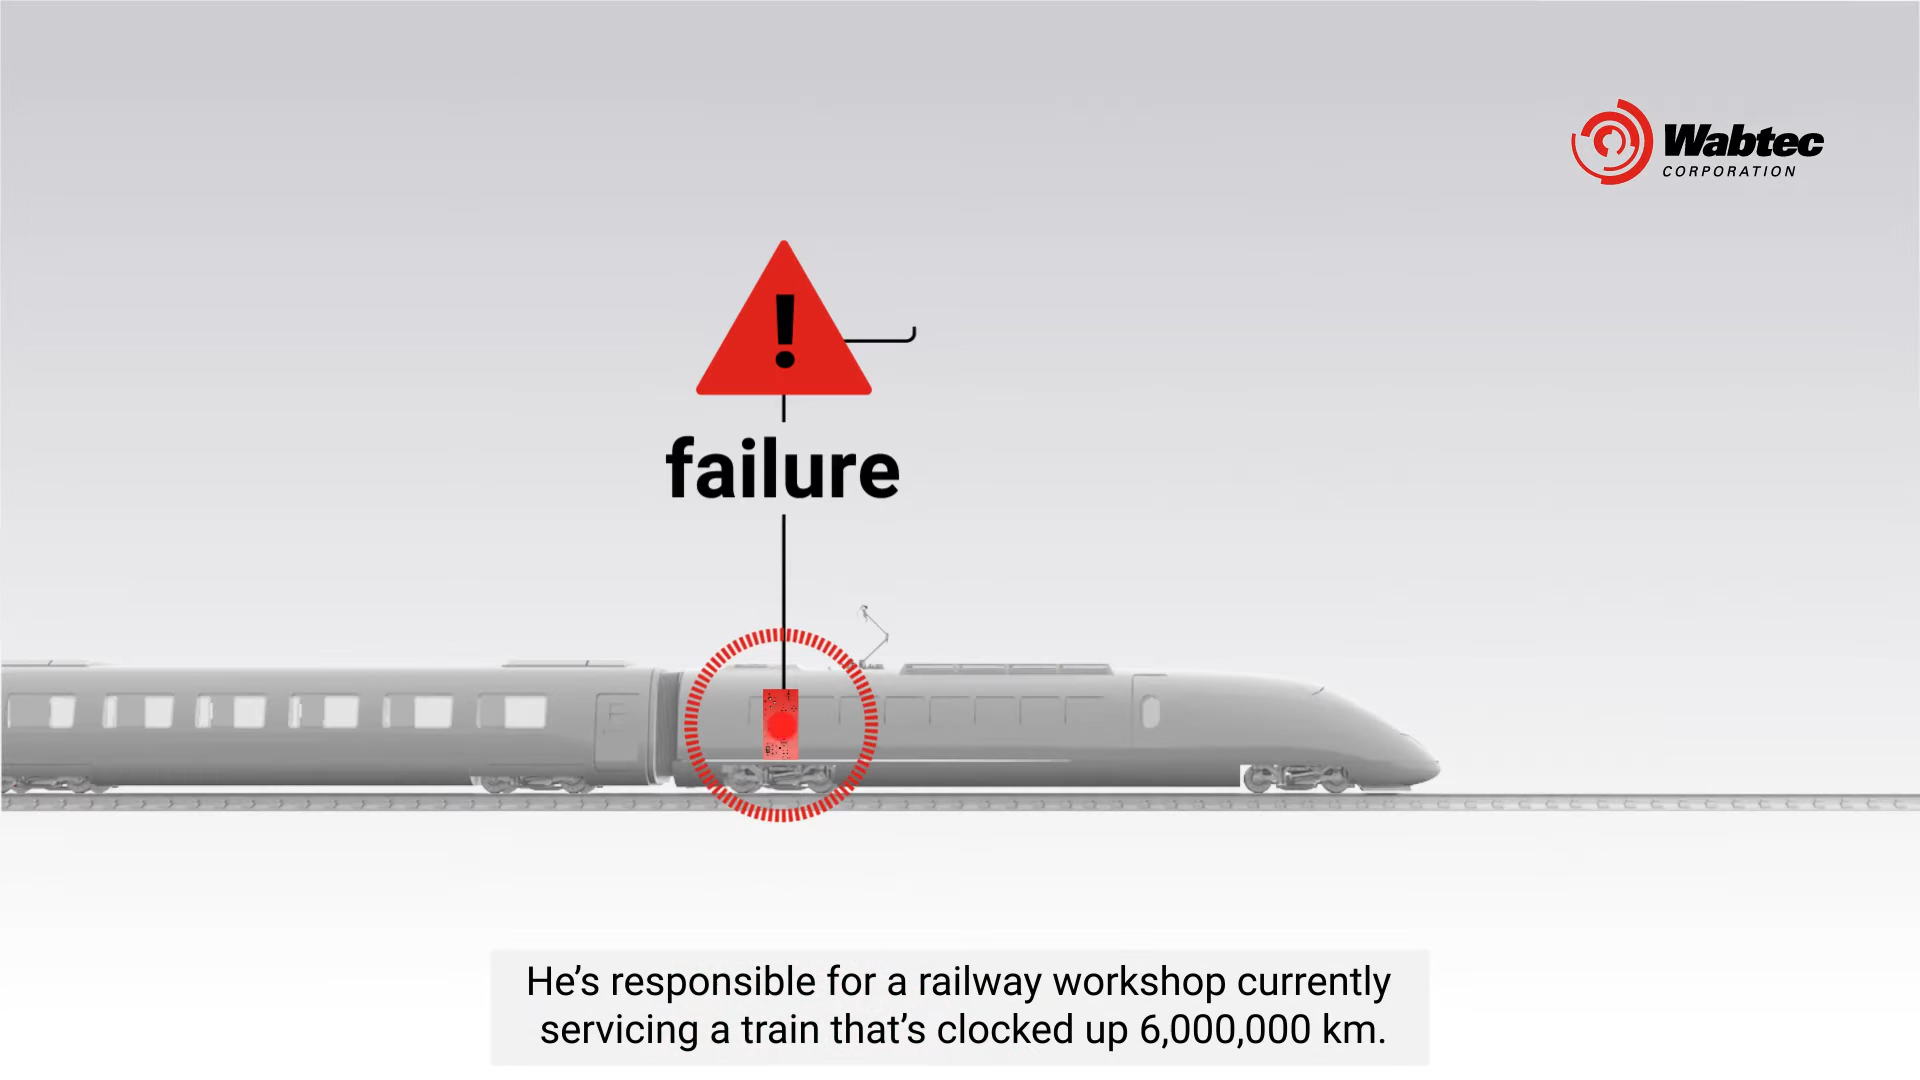 Wabtec
CORPORATION
!
failure
He’s responsible for a railway workshop currently
servicing a train that’s clocked up 6,000,000 km.